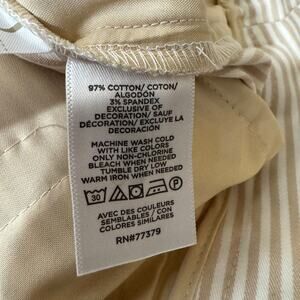 97% COTTON/ COTON/
ALGODÓN
3% SPANDEX
EXCLUSIVE OF
DECORATION/ SAUF
DÉCORATION/ EXCLUYE LA
DECORACIÓN
MACHINE WASH COLD
WITH LIKE COLORS
ONLY NON-CHLORINE
BLEACH WHEN NEEDED
TUMBLE DRY LOW
WARM IRON WHEN NEEDED
30 P
AVEC DES COULEURS
SEMBLABLES / CON
COLORES SIMILARES
RN#77379